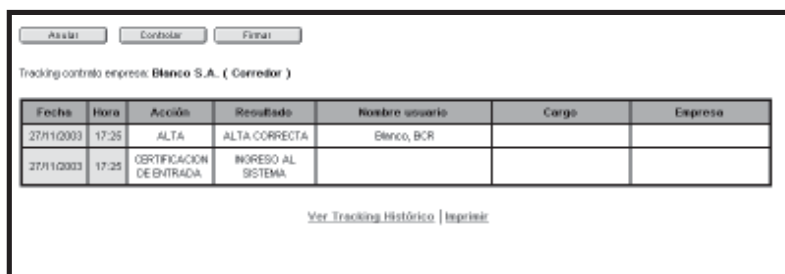 Anular Controlar Firmar
Tracking contrato empresa: Blanco S.A. ( Corredor )
Fecha Hora Acción Resultado Nombre usuario Cargo Empresa
27/11/2003 17:25 ALTA ALTA CORRECTA Blanco, BCR
27/11/2003 17:25 CERTIFICACION DE ENTRADA INGRESO AL SISTEMA
Ver Tracking Histórico | Imprimir